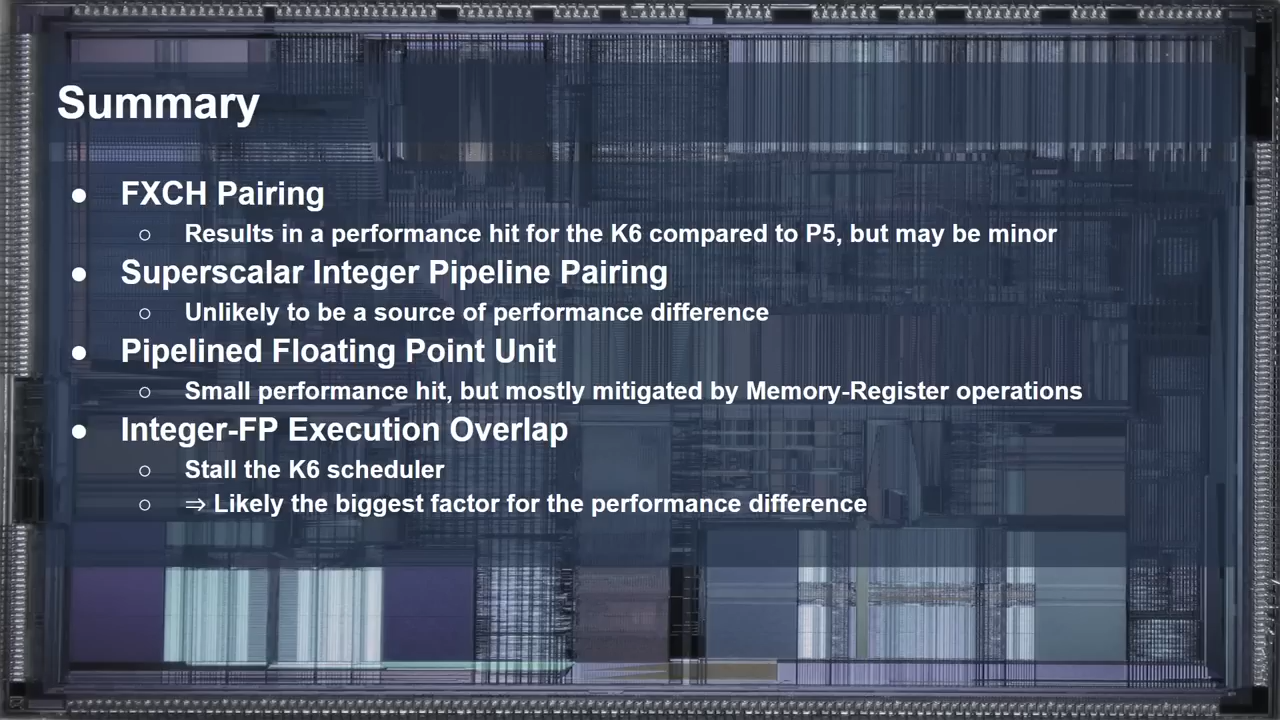 Summary
● FXCH Pairing
○ Results in a performance hit for the K6 compared to P5, but may be minor
● Superscalar Integer Pipeline Pairing
○ Unlikely to be a source of performance difference
● Pipelined Floating Point Unit
○ Small performance hit, but mostly mitigated by Memory-Register operations
● Integer-FP Execution Overlap
○ Stall the K6 scheduler
○ ⇒ Likely the biggest factor for the performance difference